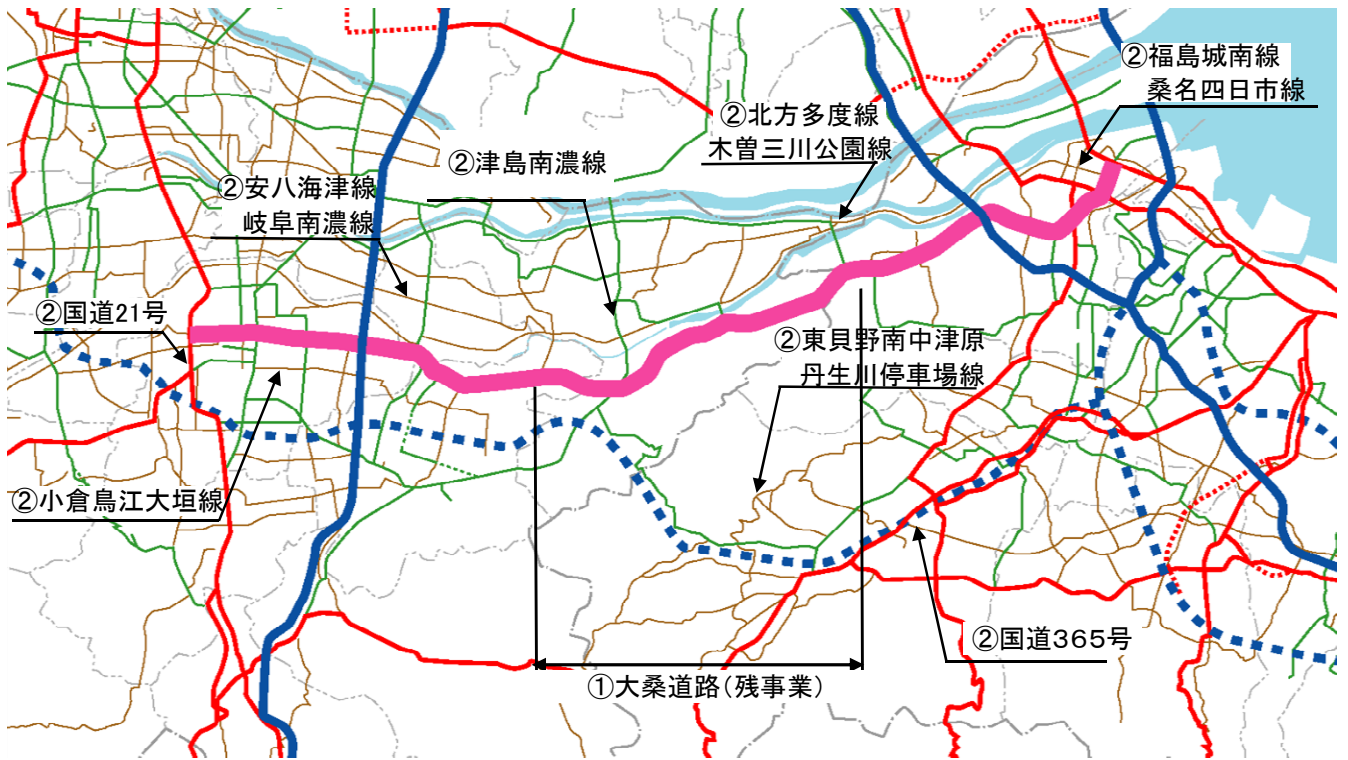 ②福島城南線
桑名四日市線
②北方多度線
木曽三川公園線
②津島南濃線
②安八海津線
岐阜南濃線
②国道21号
②東貝野南中津原
丹生川停車場線
②小倉烏江大垣線
②国道365号
①大桑道路(残事業)